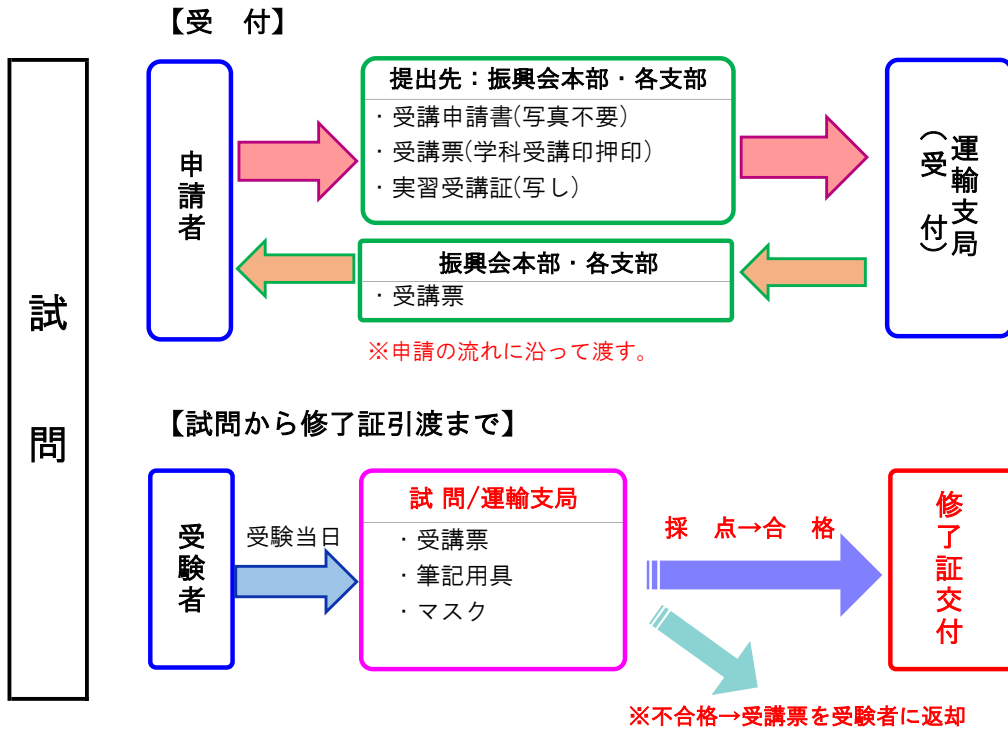 【受　付】
試問
申請者
提出先：振興会本部・各支部
・受講申請書(写真不要)
・受講票(学科受講印押印)
・実習受講証(写し)
運輸支局
(受　付)
振興会本部・各支部
・受講票
※申請の流れに沿って渡す。
【試問から修了証引渡まで】
受験者
受験当日
試 問/運輸支局
・受講票
・筆記用具
・マスク
採　点→合　格
修了証交付
※不合格→受講票を受験者に返却